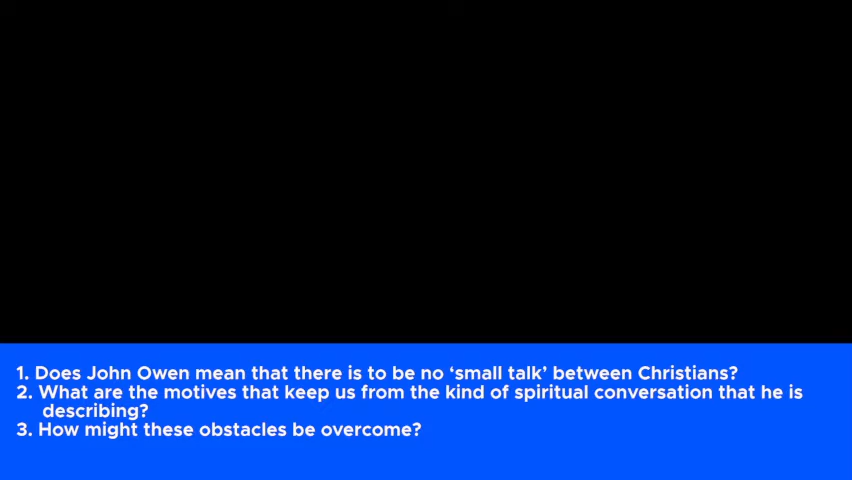 1. Does John Owen mean that there is to be no ‘small talk’ between Christians?
2. What are the motives that keep us from the kind of spiritual conversation that he is
describing?
3. How might these obstacles be overcome?